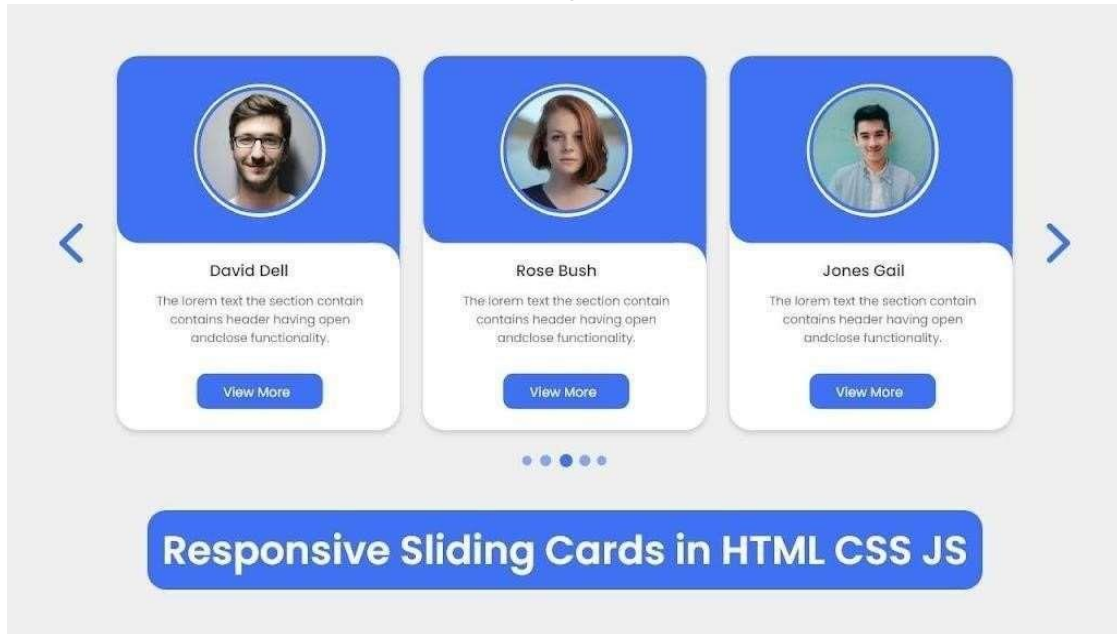 David Dell
The lorem text the section contain
contains header having open
andclose functionality.
View More
Rose Bush
The lorem text the section contain
contains header having open
andclose functionality.
View More
Jones Gail
The lorem text the section contain
contains header having open
andclose functionality.
View More
Responsive Sliding Cards in HTML CSS JS